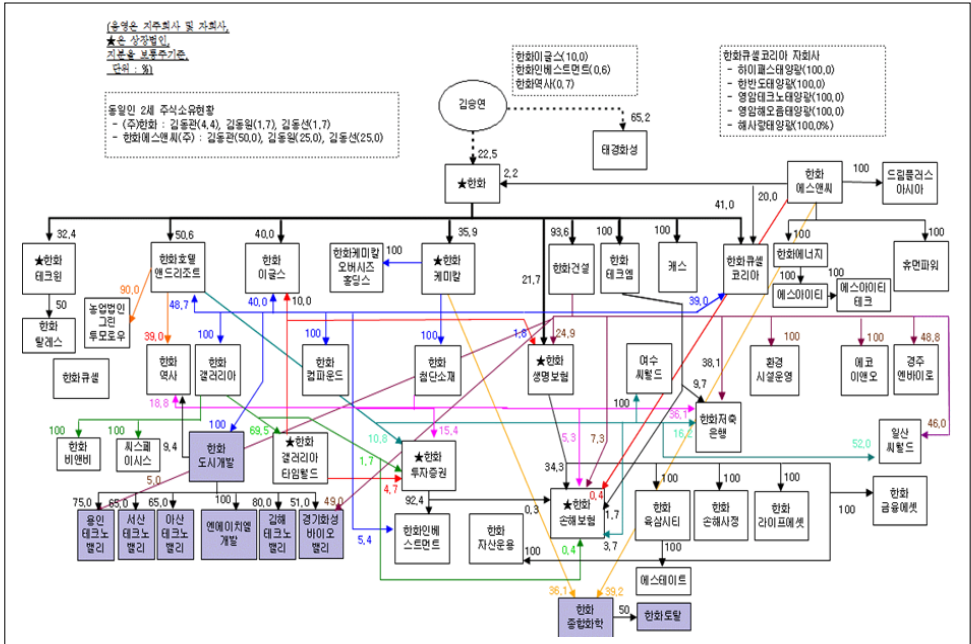 (음영은 지주회사 및 자회사,
★은 상장법인,
지분율 보통주기준,
단위 : %)
동일인 2세 주식소유현황
- (주)한화 : 김동관(4,4), 김동원(1,7), 김동선(1,7)
- 한화에스앤씨(주) : 김동관(50,0), 김동원(25,0), 김동선(25,0)
한화이글스(10,0)
한화인베스트먼트(0,6)
한화역사(0,7)
한화큐셀코리아 자회사
- 하이패스태양광(100,0)
- 한반도태양광(100,0)
- 영암테크노태양광(100,0)
- 영암해오름태양광(100,0)
- 해사랑태양광(100,0%)
김승연
65,2
태경화성
22,5
★한화
2,2
한화
에스앤씨
100
드림플러스
아시아
41,0
20,0
32,4
★한화
테크윈
50,6
한화호텔
앤드리조트
40,0
한화
이글스
한화케미칼
오버시즈
홀딩스
100
35,9
★한화
케미칼
93,6
한화건설
100
한화
테크엠
100
캐스
한화큐셀
코리아
100
한화에너지
100
휴면파워
21,7
50
한화
탈레스
90,0
농업법인
그린
투모로우
48,7
40,0
10,0
39,0
100
에스아이티
100
에스아이티
테크
한화큐셀
39,0
한화
역사
100
한화
갤러리아
100
한화
컴파운드
100
한화
첨단소재
1,8
24,9
★한화
생명보험
여수
씨월드
100
38,1
9,7
100
환경
시설운영
100
에코
이앤오
48,8
경주
엔바이로
18,8
36,1
한화저축
은행
16,2
46,0
100
한화
비앤비
100
씨스페
이시스
9,4
100
한화
도시개발
69,5
★한화
갤러리아
타임월드
10,8
15,4
1,7
★한화
투자증권
4,7
5,3
7,3
52,0
일산
씨월드
5,0
49,0
34,3
75,0
용인
테크노
밸리
65,0
서산
테크노
밸리
65,0
아산
테크노
밸리
100
엔에이치엘
개발
80,0
김해
테크노
밸리
51,0
경기화성
바이오
밸리
92,4
5,4
한화인베
스트먼트
0,3
한화
자산운용
100
0,4
★한화
손해보험
1,7
3,7
0,4
100
한화
육삼시티
100
한화
손해사정
100
한화
라이프에셋
100
한화
금융에셋
100
에스테이트
36,1
39,2
한화
종합화학
50
한화토탈